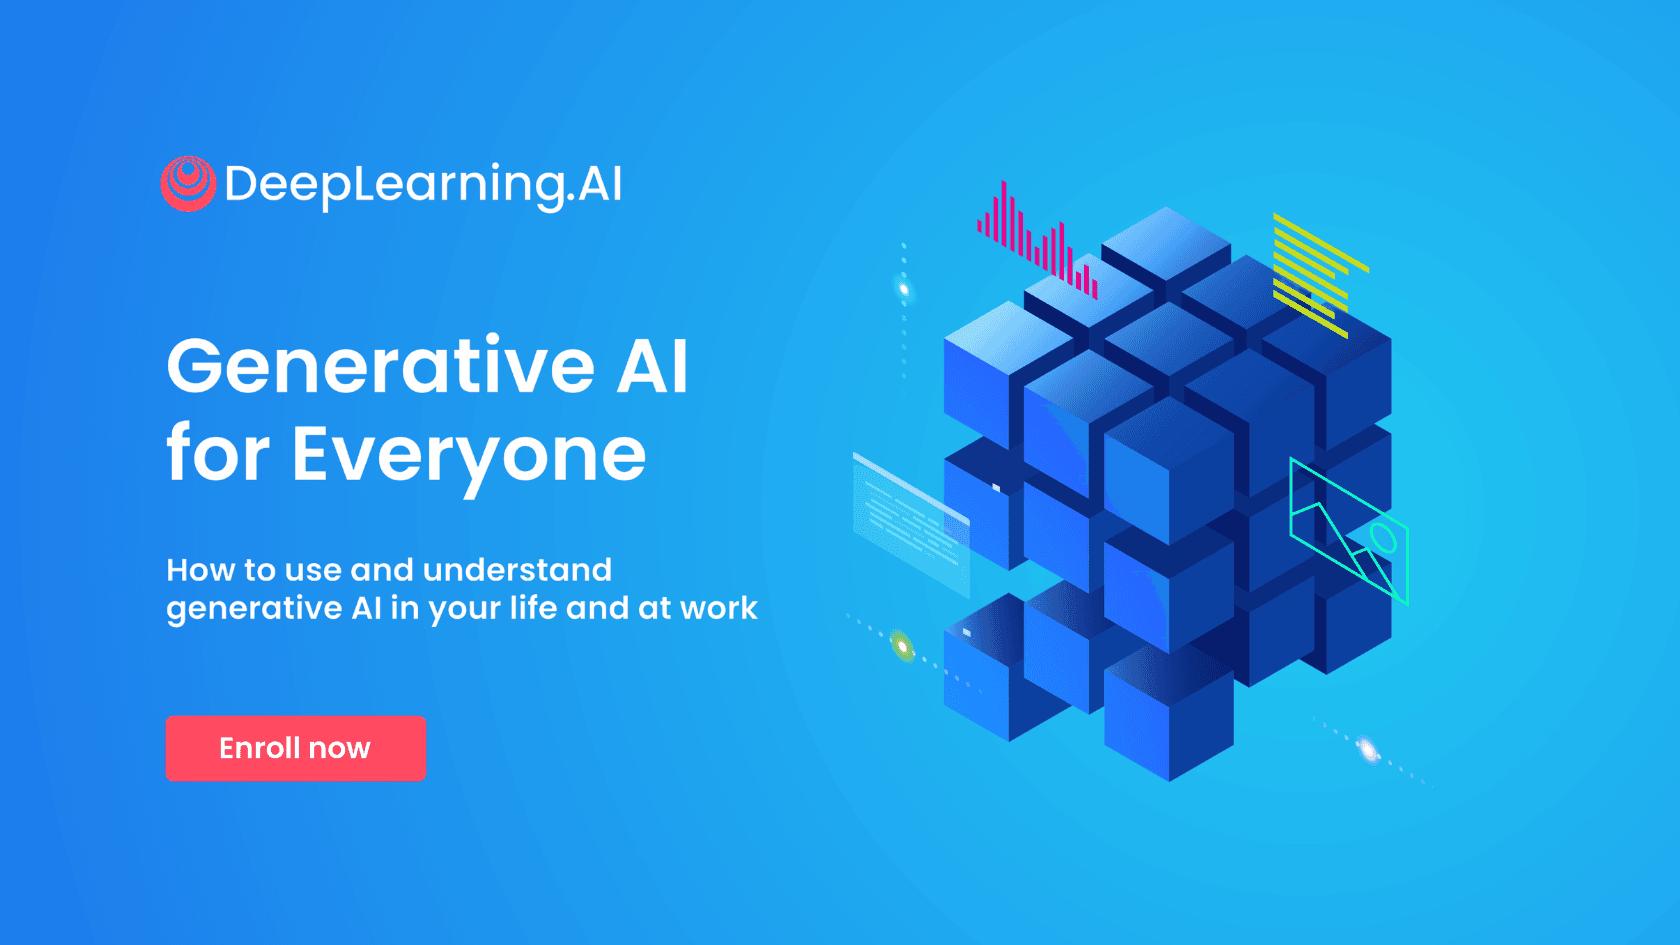 DeepLearning.AI
Generative AI
for Everyone
How to use and understand
generative AI in your life and at work
Enroll now